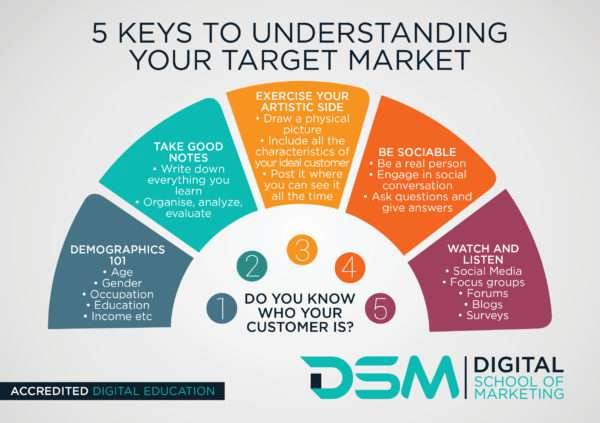 5 KEYS TO UNDERSTANDING
YOUR TARGET MARKET
DEMOGRAPHICS
101
• Age
• Gender
• Occupation
• Education
• Income etc
TAKE GOOD
NOTES
• Write down
everything you
learn
• Organise, analyze,
evaluate
EXERCISE YOUR
ARTISTIC SIDE
• Draw a physical
picture
• Include all the
characteristics of
your ideal customer
• Post it where
you can see it
all the time
BE SOCIABLE
• Be a real person
• Engage in social
conversation
• Ask questions and
give answers
WATCH AND
LISTEN
• Social Media
• Focus groups
• Forums
• Blogs
• Surveys
1
2
3
4
5
DO YOU KNOW
WHO YOUR
CUSTOMER IS?
ACCREDITED DIGITAL EDUCATION
DSM
DIGITAL
SCHOOL OF
MARKETING